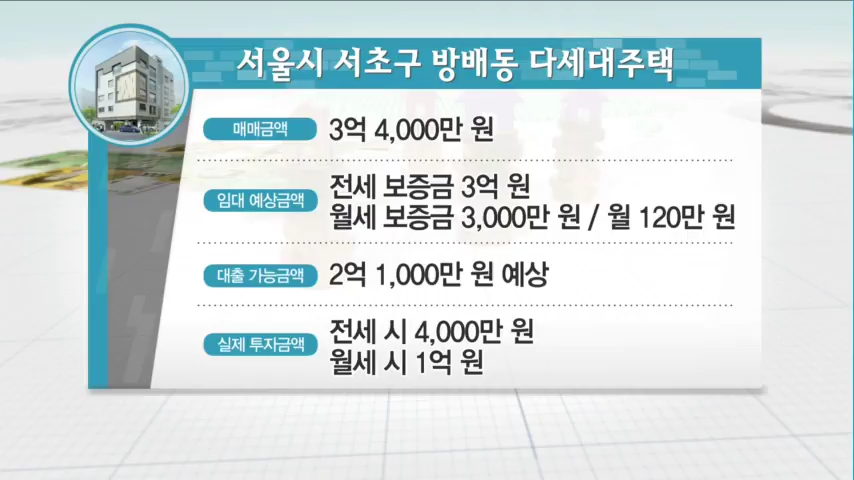 서울시 서초구 방배동 다세대주택
매매금액
3억 4,000만 원
임대 예상금액
전세 보증금 3억 원
월세 보증금 3,000만 원 / 월 120만 원
대출 가능금액
2억 1,000만 원 예상
실제 투자금액
전세 시 4,000만 원
월세 시 1억 원